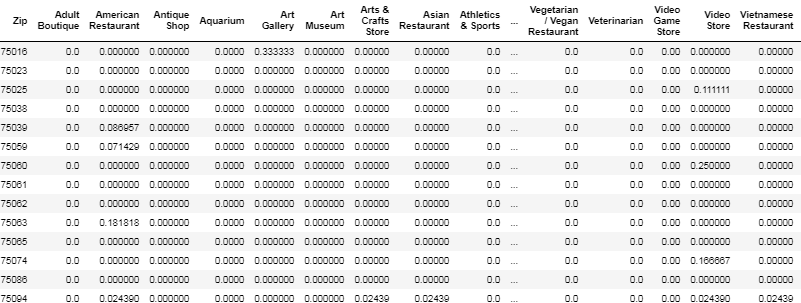 Zip Adult Boutique American Restaurant Antique Shop Aquarium Art Gallery Art Museum Arts & Crafts Store Asian Restaurant Athletics & Sports ... Vegetarian / Vegan Restaurant Veterinarian Video Game Store Video Store Vietnamese Restaurant
75016 0.0 0.000000 0.000000 0.0000 0.333333 0.000000 0.00000 0.00000 0.0 ... 0.0 0.0 0.00 0.000000 0.00000
75023 0.0 0.000000 0.000000 0.0000 0.000000 0.000000 0.00000 0.00000 0.0 ... 0.0 0.0 0.00 0.000000 0.00000
75025 0.0 0.000000 0.000000 0.0000 0.000000 0.000000 0.00000 0.00000 0.0 ... 0.0 0.0 0.00 0.111111 0.00000
75038 0.0 0.000000 0.000000 0.0000 0.000000 0.000000 0.00000 0.00000 0.0 ... 0.0 0.0 0.00 0.000000 0.00000
75039 0.0 0.086957 0.000000 0.0000 0.000000 0.000000 0.00000 0.00000 0.0 ... 0.0 0.0 0.00 0.000000 0.00000
75059 0.0 0.071429 0.000000 0.0000 0.000000 0.000000 0.00000 0.00000 0.0 ... 0.0 0.0 0.00 0.000000 0.00000
75060 0.0 0.000000 0.000000 0.0000 0.000000 0.000000 0.00000 0.00000 0.0 ... 0.0 0.0 0.00 0.250000 0.00000
75061 0.0 0.000000 0.000000 0.0000 0.000000 0.000000 0.00000 0.00000 0.0 ... 0.0 0.0 0.00 0.000000 0.00000
75062 0.0 0.000000 0.000000 0.0000 0.000000 0.000000 0.00000 0.00000 0.0 ... 0.0 0.0 0.00 0.000000 0.00000
75063 0.0 0.181818 0.000000 0.0000 0.000000 0.000000 0.00000 0.00000 0.0 ... 0.0 0.0 0.00 0.000000 0.00000
75065 0.0 0.000000 0.000000 0.0000 0.000000 0.000000 0.00000 0.00000 0.0 ... 0.0 0.0 0.00 0.000000 0.00000
75074 0.0 0.000000 0.000000 0.0000 0.000000 0.000000 0.00000 0.00000 0.0 ... 0.0 0.0 0.00 0.166667 0.00000
75086 0.0 0.000000 0.000000 0.0000 0.000000 0.000000 0.00000 0.00000 0.0 ... 0.0 0.0 0.00 0.000000 0.00000
75094 0.0 0.024390 0.000000 0.0000 0.000000 0.000000 0.02439 0.02439 0.0 ... 0.0 0.0 0.00 0.024390 0.02439